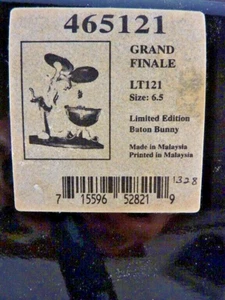 465121
GRAND
FINALE
LT121
Size: 6.5
Limited Edition
Baton Bunny
Made in Malaysia
Printed in Malaysia
1328
7 15596 52821 9